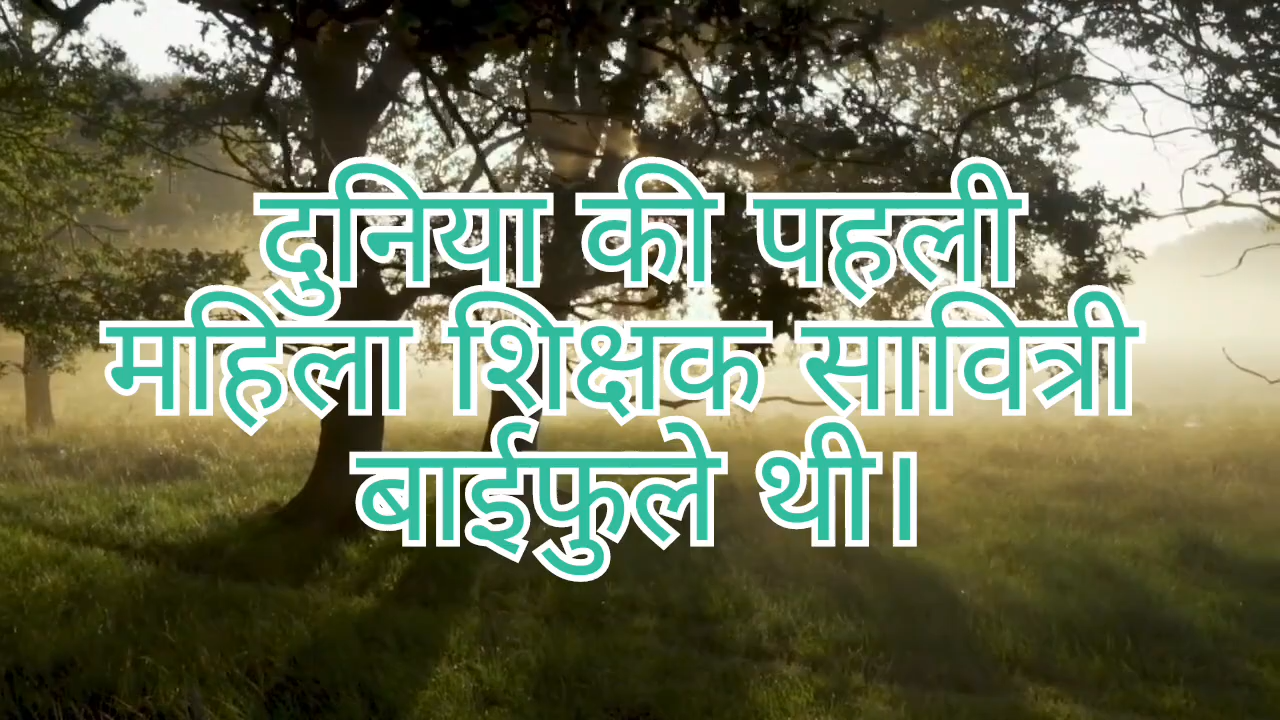 दुनिया की पहली
महिला शिक्षक सावित्री
बाईफुले थी।